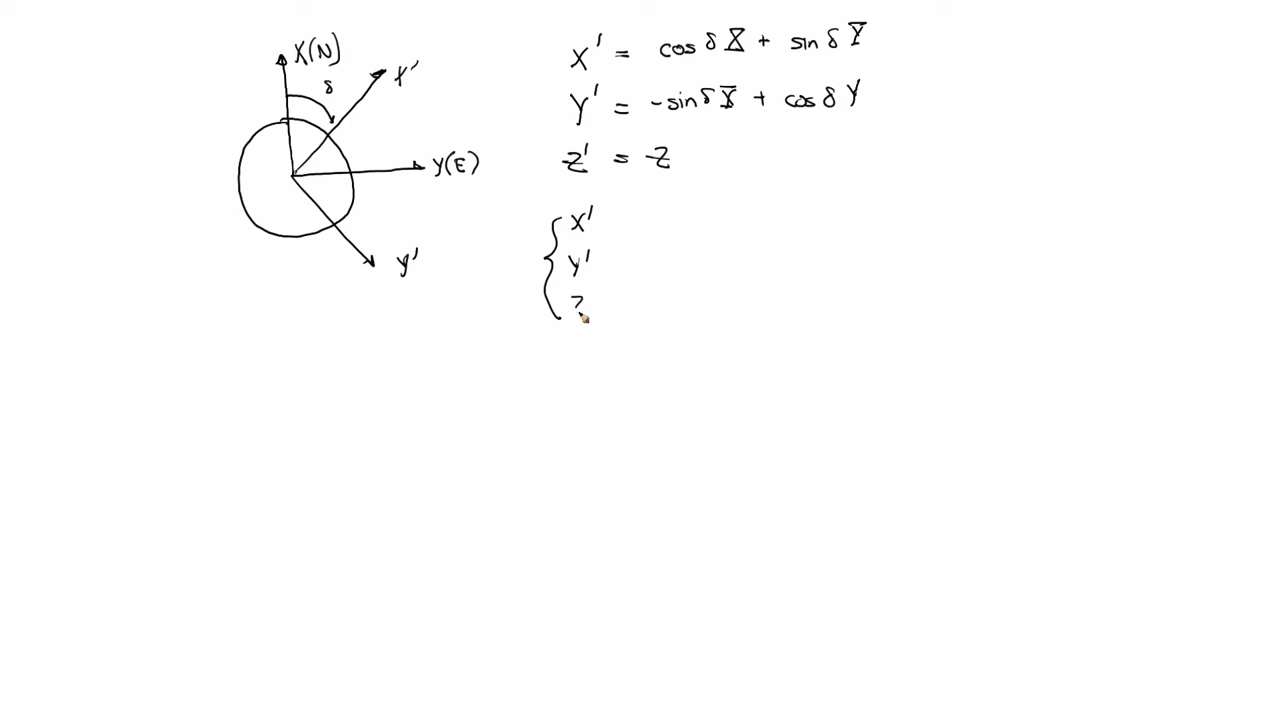 X(N)
δ
x'
Y(E)
y'
X' = cos δ X + sin δ Y
Y' = -sin δ X + cos δ Y
Z' = Z
{ X'
Y'